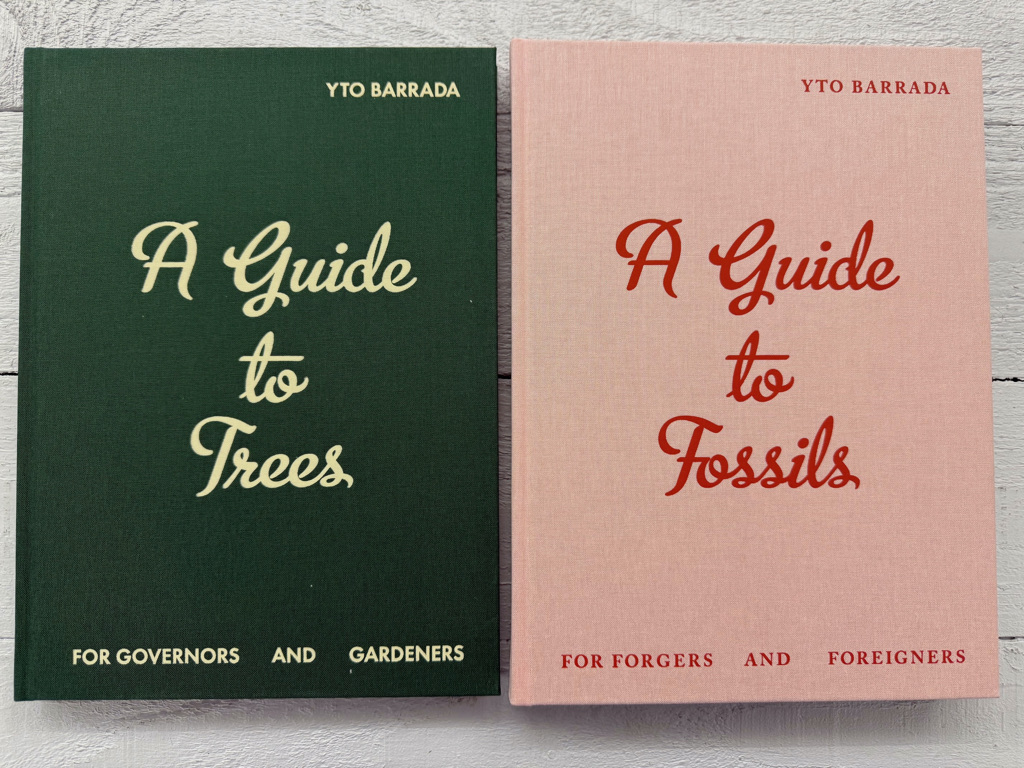 YTO BARRADA
A Guide
to
Trees
FOR GOVERNORS AND GARDENERS
YTO BARRADA
A Guide
to
Fossils
FOR FORGERS AND FOREIGNERS